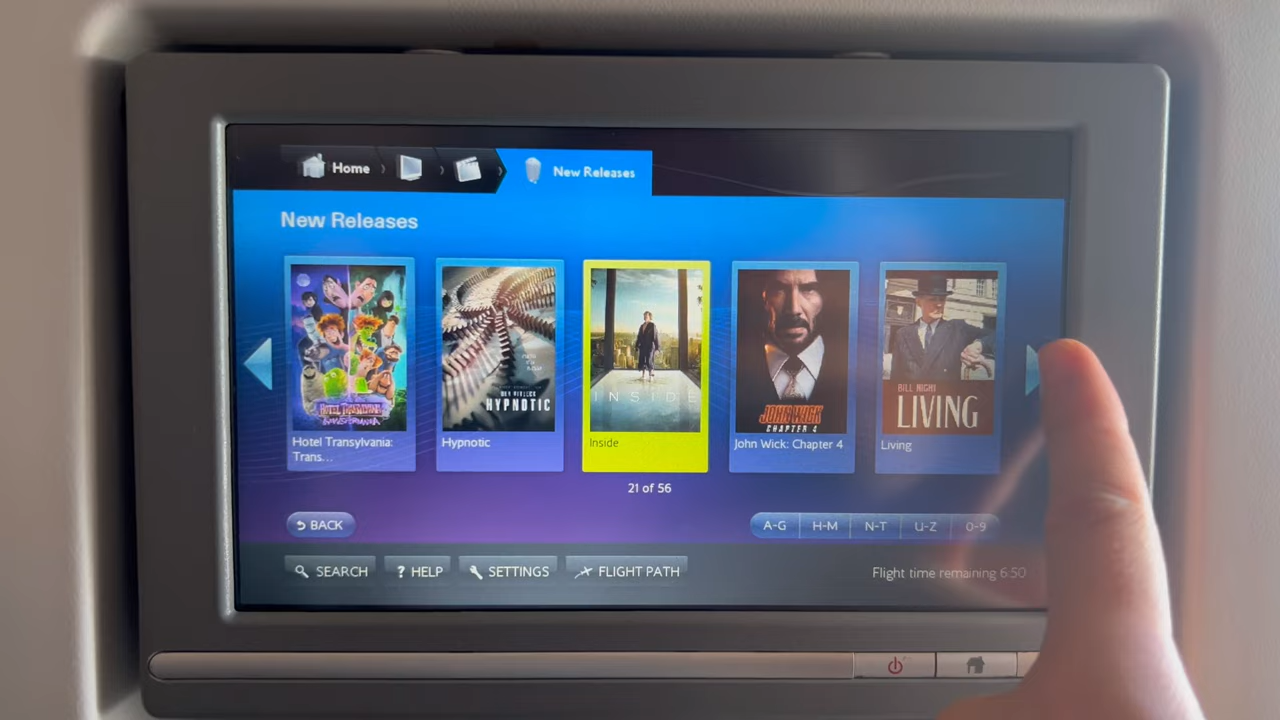 Home
New Releases
New Releases
HOTEL TRANSYLVANIA
TRANSFORMANIA
Hotel Transylvania:
Trans...
BEN AFFLECK
HYPNOTIC
Hypnotic
INSIDE
Inside
JOHN WICK
CHAPTER 4
John Wick: Chapter 4
BILL NIGHY
LIVING
Living
21 of 56
BACK
A-G
H-M
N-T
U-Z
0-9
SEARCH
? HELP
SETTINGS
FLIGHT PATH
Flight time remaining 6:50